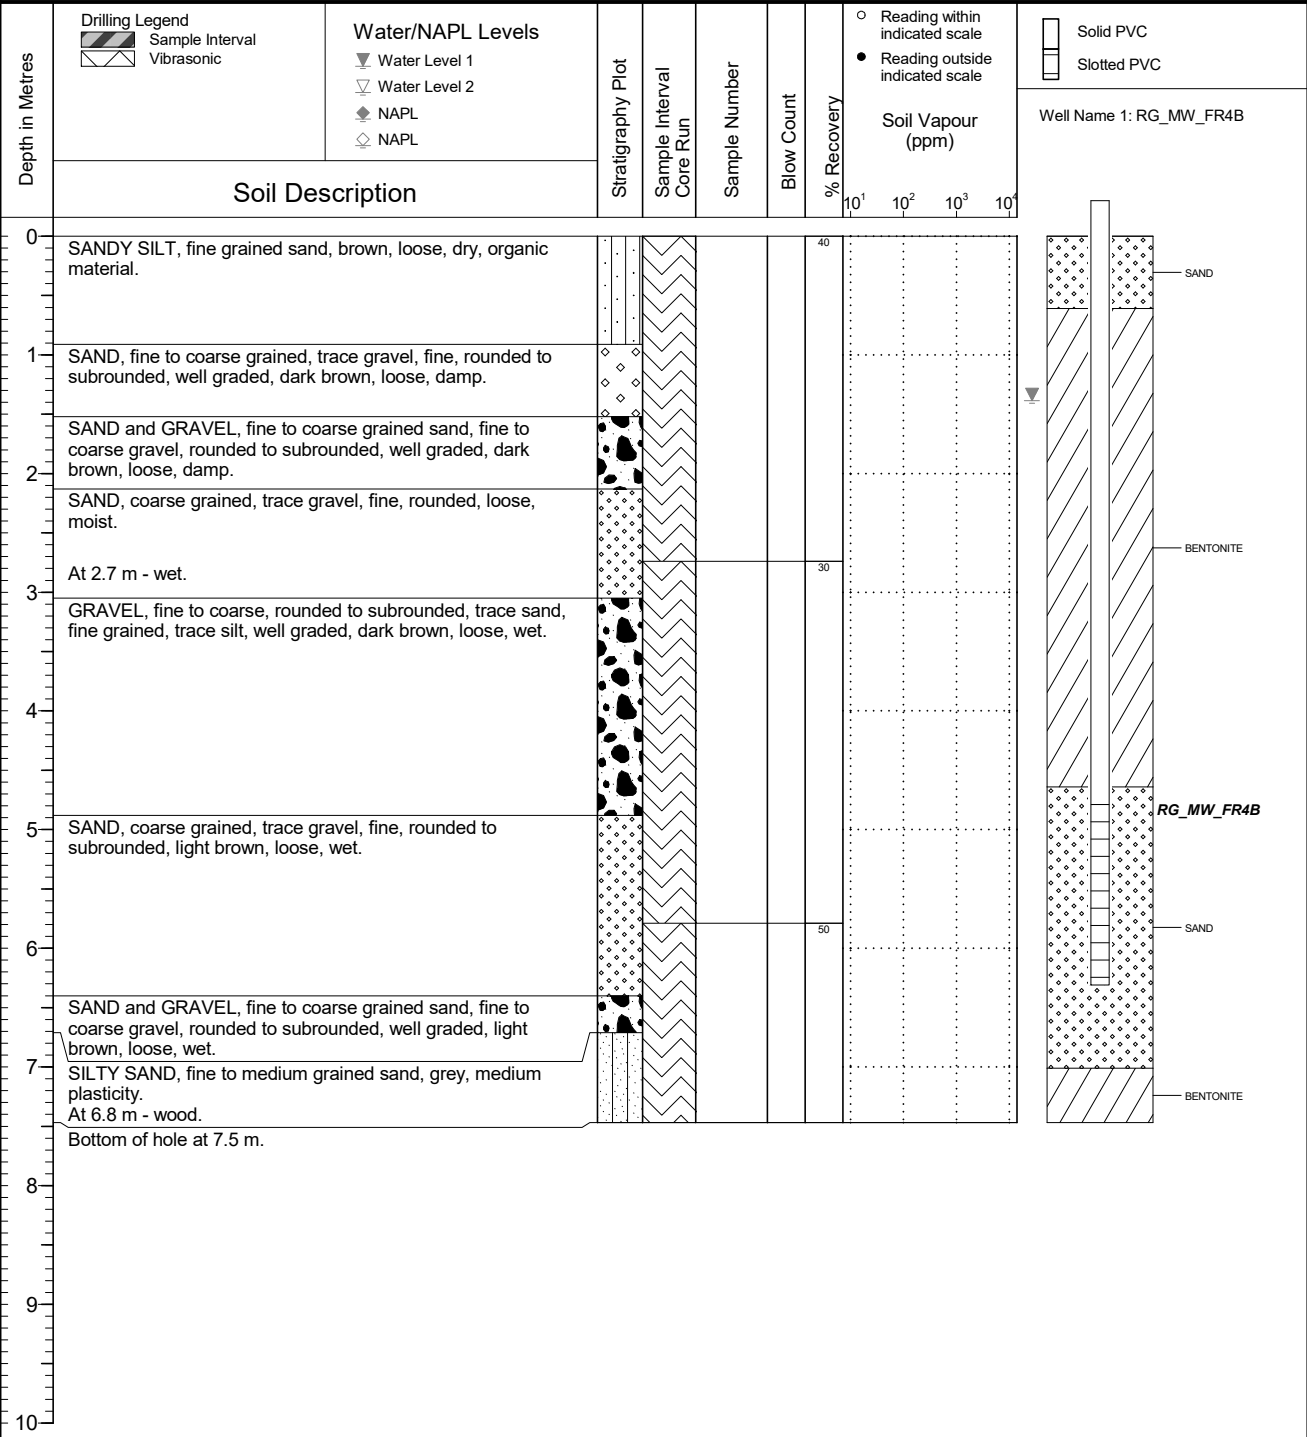 Drilling Legend
Sample Interval
Vibrasonic
Water/NAPL Levels
Water Level 1
Water Level 2
NAPL
NAPL
Depth in Metres
Soil Description
Stratigraphy Plot
Sample Interval
Core Run
Sample Number
Blow Count
% Recovery
Reading within
indicated scale
Reading outside
indicated scale
Soil Vapour
(ppm)
10¹ 10² 10³ 10⁴
Solid PVC
Slotted PVC
Well Name 1: RG_MW_FR4B
0
SANDY SILT, fine grained sand, brown, loose, dry, organic
material.
40
SAND
1
SAND, fine to coarse grained, trace gravel, fine, rounded to
subrounded, well graded, dark brown, loose, damp.
SAND and GRAVEL, fine to coarse grained sand, fine to
coarse gravel, rounded to subrounded, well graded, dark
brown, loose, damp.
2
SAND, coarse grained, trace gravel, fine, rounded, loose,
moist.
BENTONITE
At 2.7 m - wet.
30
3
GRAVEL, fine to coarse, rounded to subrounded, trace sand,
fine grained, trace silt, well graded, dark brown, loose, wet.
4
RG_MW_FR4B
5
SAND, coarse grained, trace gravel, fine, rounded to
subrounded, light brown, loose, wet.
50
SAND
6
SAND and GRAVEL, fine to coarse grained sand, fine to
coarse gravel, rounded to subrounded, well graded, light
brown, loose, wet.
7
SILTY SAND, fine to medium grained sand, grey, medium
plasticity.
BENTONITE
At 6.8 m - wood.
Bottom of hole at 7.5 m.
8
9
10